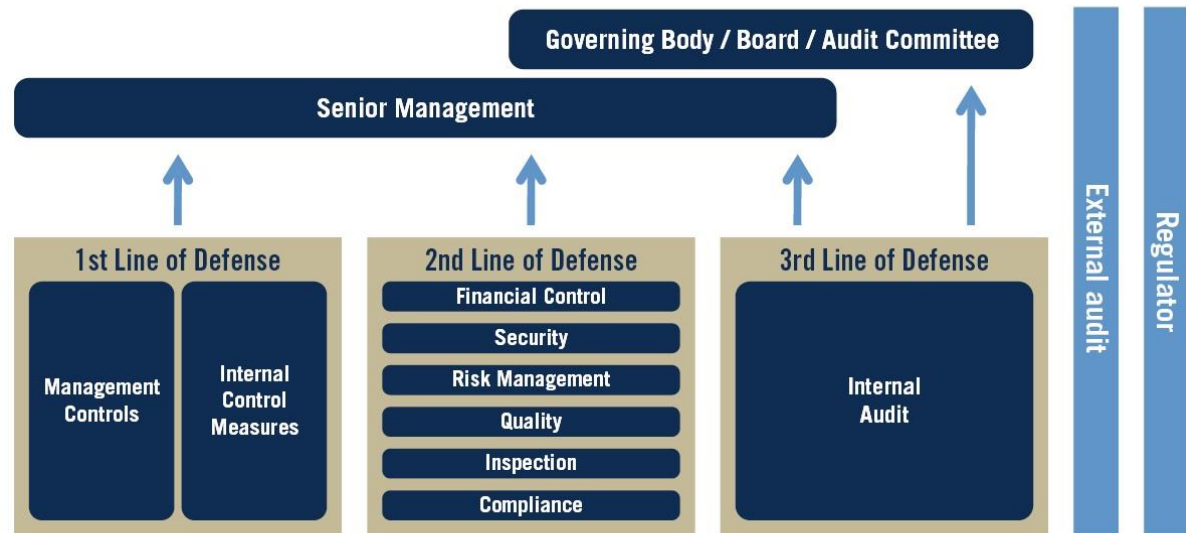 Governing Body / Board / Audit Committee
Senior Management
1st Line of Defense
Management
Controls
Internal
Control
Measures
2nd Line of Defense
Financial Control
Security
Risk Management
Quality
Inspection
Compliance
3rd Line of Defense
Internal
Audit
External audit
Regulator